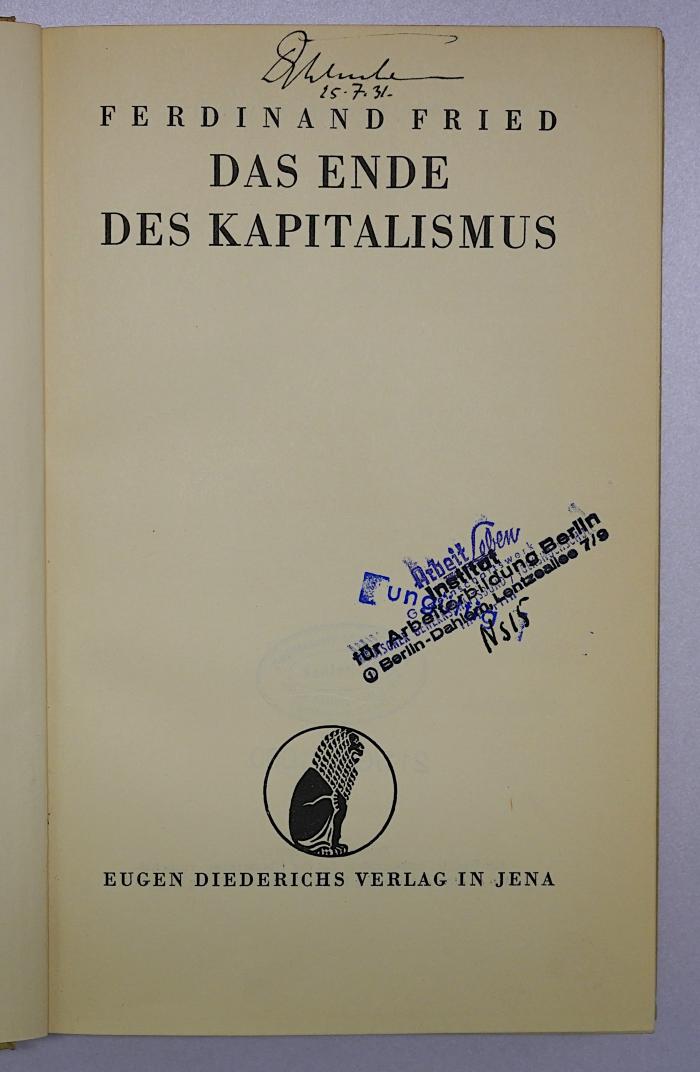 25.7.31.
FERDINAND FRIED
DAS ENDE
DES KAPITALISMUS
Arbeit Leben
Ungültig
Institut
für Arbeiterbildung Berlin
Berlin-Dahlem, Lentzeallee 7/9
NS15
EUGEN DIEDERICHS VERLAG IN JENA